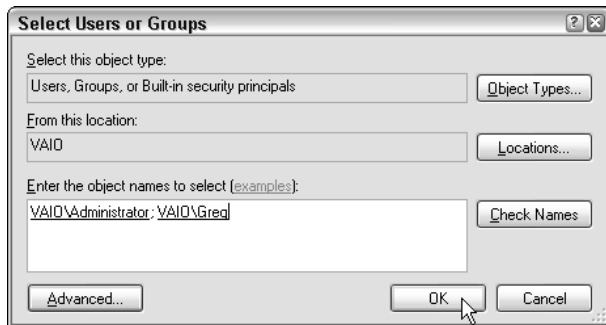 Select Users or Groups
Select this object type:
Users, Groups, or Built-in security principals
Object Types...
From this location:
VAIO
Locations...
Enter the object names to select (examples):
VAIO\Administrator; VAIO\Greg
Check Names
Advanced...
OK
Cancel